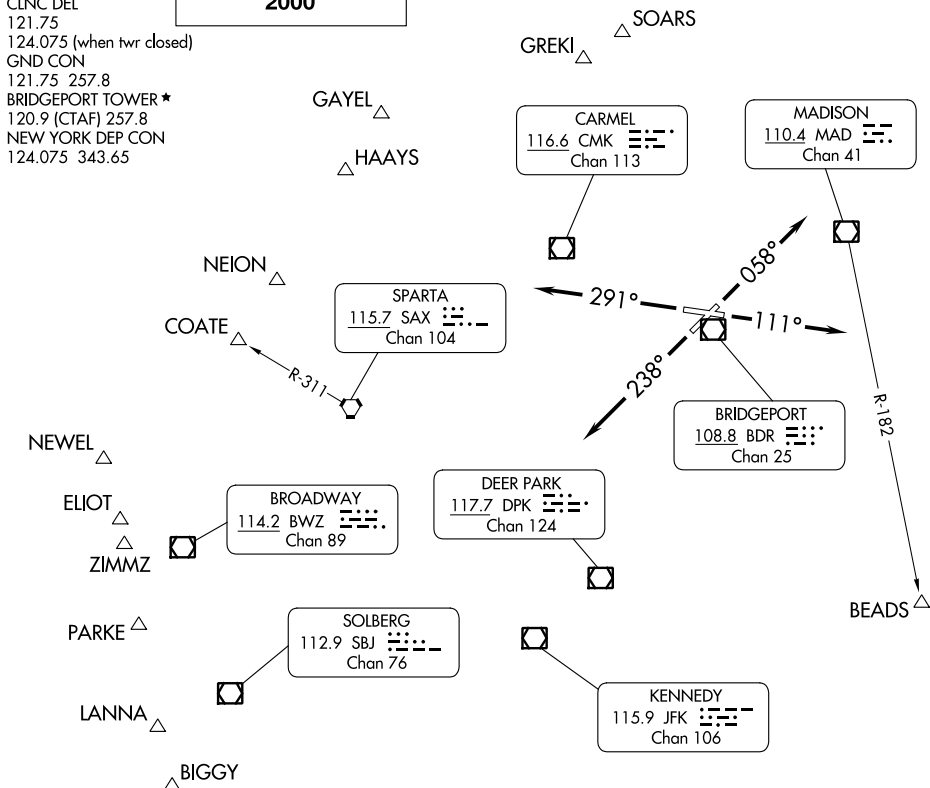 CLNC DEL
121.75
124.075 (when twr closed)
GND CON
121.75 257.8
BRIDGEPORT TOWER ★
120.9 (CTAF) 257.8
NEW YORK DEP CON
124.075 343.65
2000
SOARS
GREKI
GAYEL
HAAYS
CARMEL
116.6 CMK
Chan 113
MADISON
110.4 MAD
Chan 41
NEION
COATE
SPARTA
115.7 SAX
Chan 104
R-311
291°
058°
111°
238°
R-182
BRIDGEPORT
108.8 BDR
Chan 25
NEWEL
ELIOT
ZIMMZ
BROADWAY
114.2 BWZ
Chan 89
DEER PARK
117.7 DPK
Chan 124
BEADS
PARKE
SOLBERG
112.9 SBJ
Chan 76
KENNEDY
115.9 JFK
Chan 106
LANNA
BIGGY